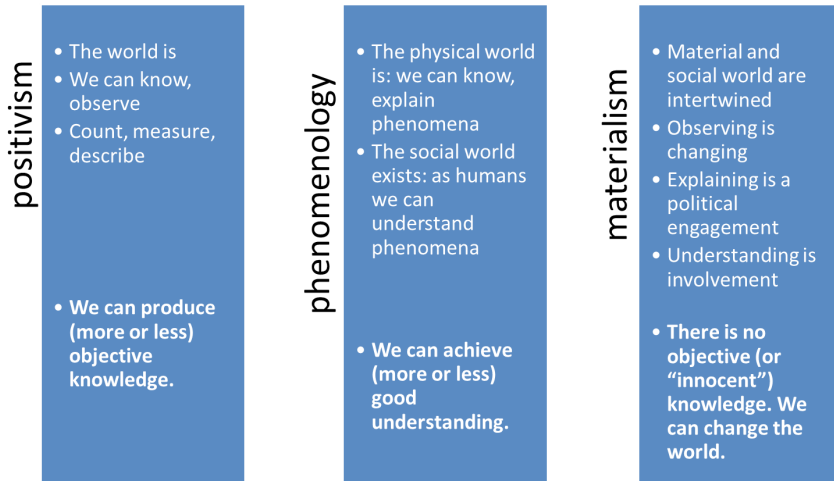 positivism
• The world is
• We can know,
observe
• Count, measure,
describe
• We can produce
(more or less)
objective
knowledge.
phenomenology
• The physical world
is: we can know,
explain
phenomena
• The social world
exists: as humans
we can
understand
phenomena
• We can achieve
(more or less)
good
understanding.
materialism
• Material and
social world are
intertwined
• Observing is
changing
• Explaining is a
political
engagement
• Understanding is
involvement
• There is no
objective (or
“innocent”)
knowledge. We
can change the
world.